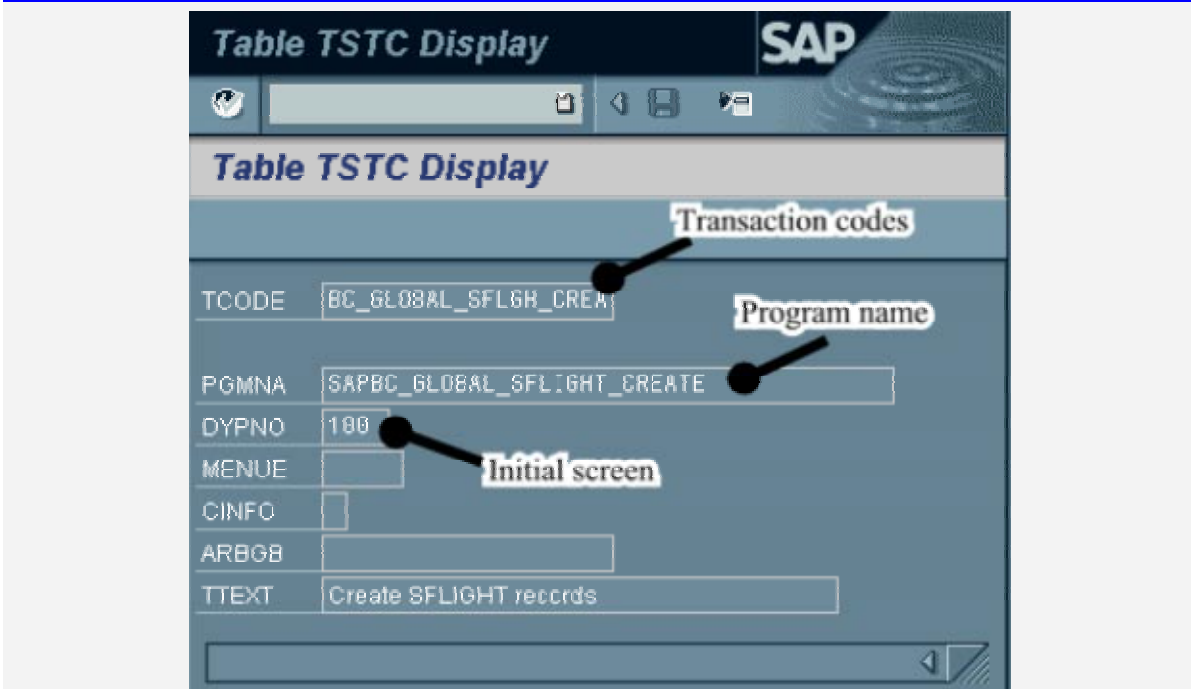 Table TSTC Display
SAP
Table TSTC Display
Transaction codes
TCODE BC_GLOBAL_SFLGH_CREA
Program name
PGMNA SAPBC_GLOBAL_SFLIGHT_CREATE
DYPNO 100
Initial screen
MENUE
CINFO
ARBGB
TTEXT Create SFLIGHT records